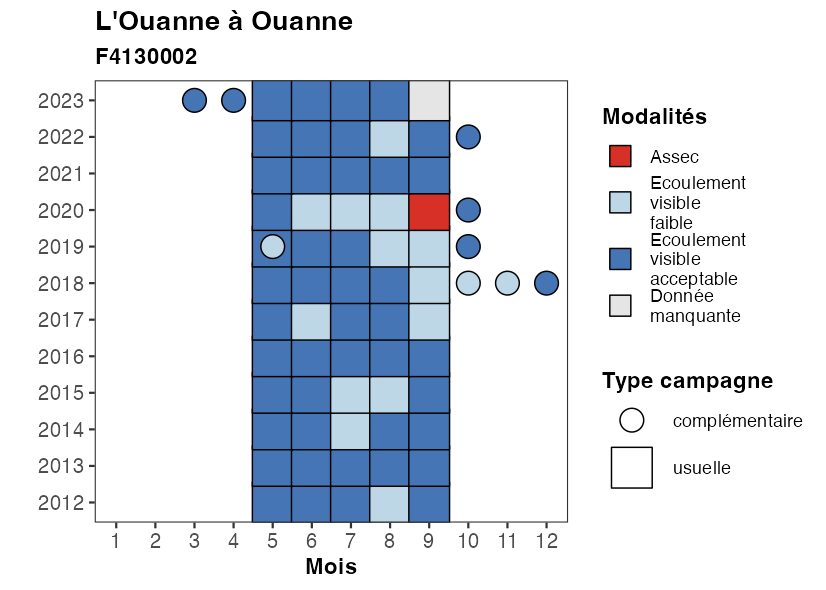 L'Ouanne à Ouanne
F4130002
2023
2022
2021
2020
2019
2018
2017
2016
2015
2014
2013
2012
1 2 3 4 5 6 7 8 9 10 11 12
Mois
Modalités
Assec
Ecoulement
visible
faible
Ecoulement
visible
acceptable
Donnée
manquante
Type campagne
complémentaire
usuelle